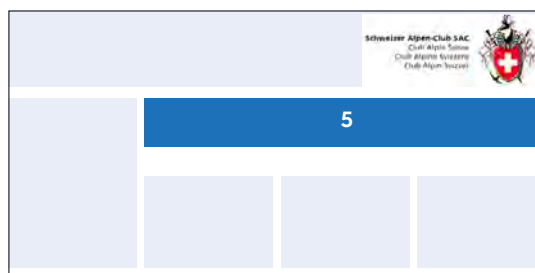 Schweizer Alpen-Club SAC
Club Alpin Suisse
Club Alpino Svizzero
Club Alpin Svizzer
5